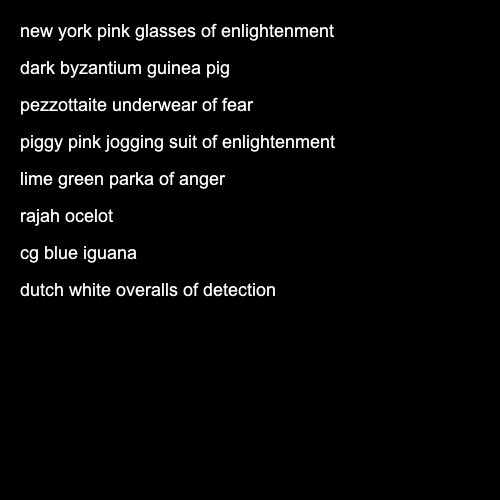 new york pink glasses of enlightenment
dark byzantium guinea pig
pezzottaite underwear of fear
piggy pink jogging suit of enlightenment
lime green parka of anger
rajah ocelot
cg blue iguana
dutch white overalls of detection